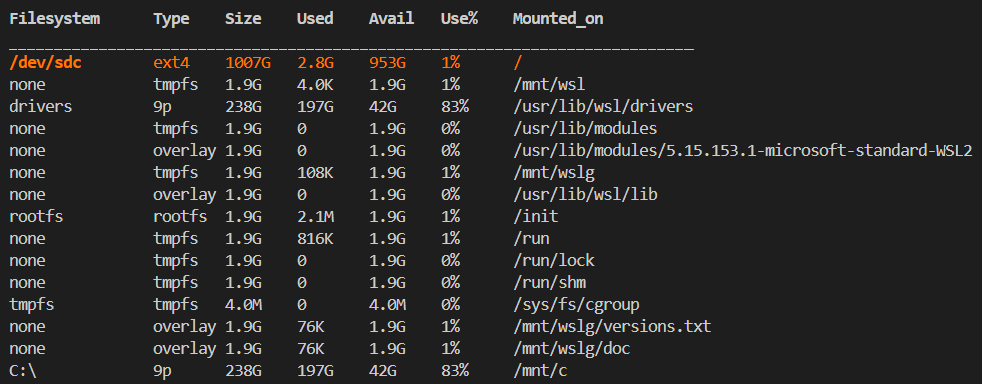 Filesystem      Type    Size    Used    Avail   Use%    Mounted_on
____________________________________________________________________________
/dev/sdc        ext4    1007G   2.8G    953G    1%      /
none            tmpfs   1.9G    4.0K    1.9G    1%      /mnt/wsl
drivers         9p      238G    197G    42G     83%     /usr/lib/wsl/drivers
none            tmpfs   1.9G    0       1.9G    0%      /usr/lib/modules
none            overlay 1.9G    0       1.9G    0%      /usr/lib/modules/5.15.153.1-microsoft-standard-WSL2
none            tmpfs   1.9G    108K    1.9G    1%      /mnt/wslg
none            overlay 1.9G    0       1.9G    0%      /usr/lib/wsl/lib
rootfs          rootfs  1.9G    2.1M    1.9G    1%      /init
none            tmpfs   1.9G    816K    1.9G    1%      /run
none            tmpfs   1.9G    0       1.9G    0%      /run/lock
none            tmpfs   1.9G    0       1.9G    0%      /run/shm
tmpfs           tmpfs   4.0M    0       4.0M    0%      /sys/fs/cgroup
none            overlay 1.9G    76K     1.9G    1%      /mnt/wslg/versions.txt
none            overlay 1.9G    76K     1.9G    1%      /mnt/wslg/doc
C:\             9p      238G    197G    42G     83%     /mnt/c